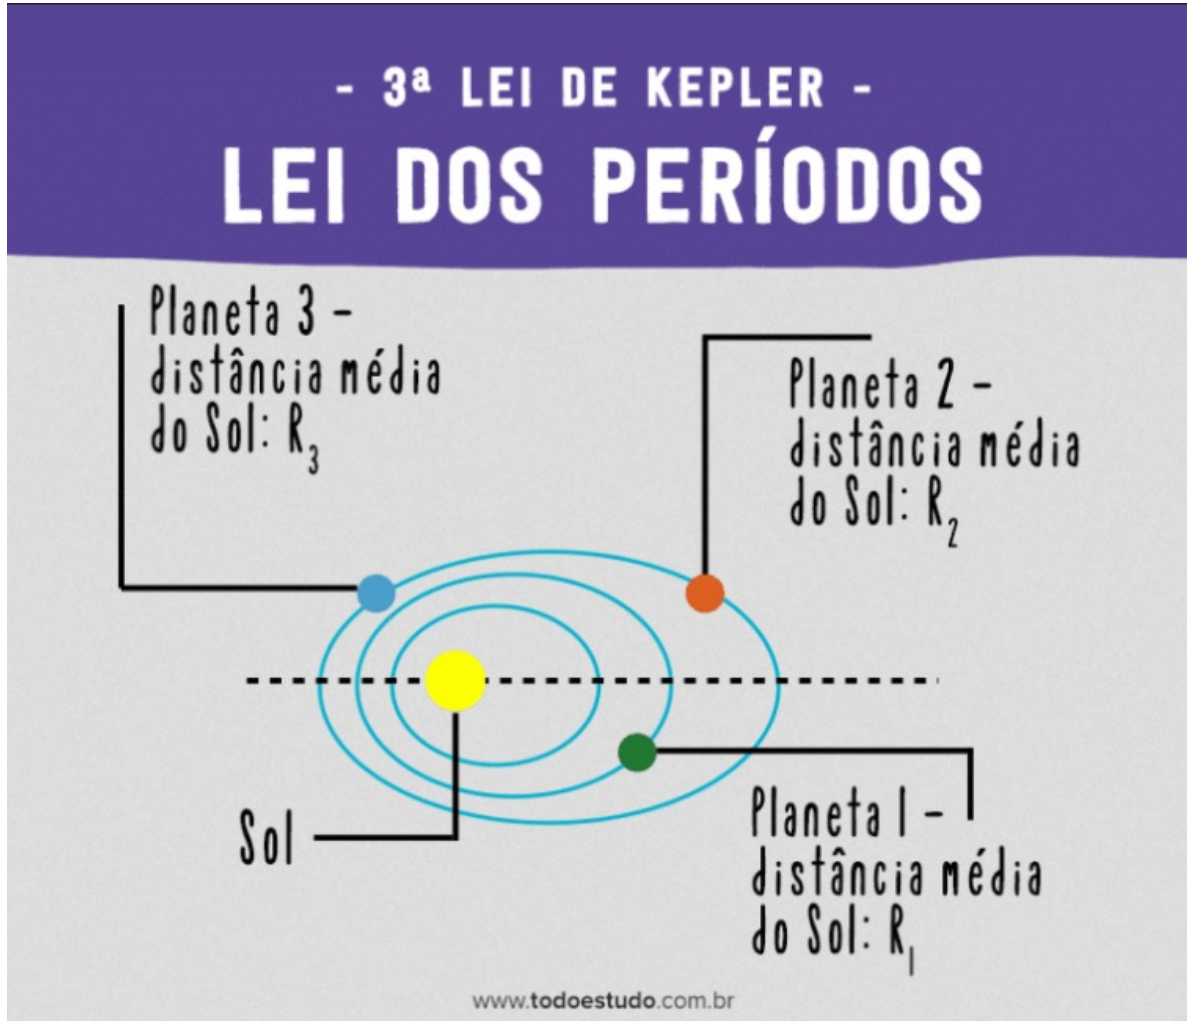 - 3ª LEI DE KEPLER -
LEI DOS PERÍODOS
Planeta 3 -
distância média
do Sol: R₃
Planeta 2 -
distância média
do Sol: R₂
Sol
Planeta 1 -
distância média
do Sol: R₁
www.todoestudo.com.br